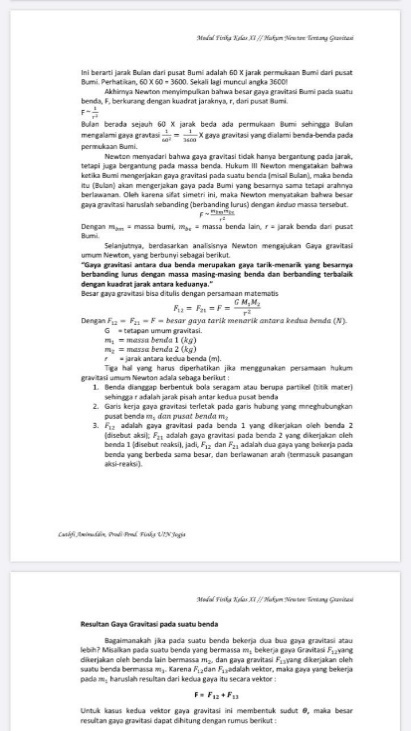 Modul Fisika Kelas XI // Hukum Newton Tentang Gravitasi
Ini berarti jarak Bulan dari pusat Bumi adalah 60 X jarak permukaan Bumi dari pusat
Bumi. Perhatikan, 60 X 60 = 3600. Sekali lagi muncul angka 3600!
Akhirnya Newton menyimpulkan bahwa besar gaya gravitasi Bumi pada suatu
benda, F, berkurang dengan kuadrat jaraknya, r, dari pusat Bumi.
F ~ 1/r²
Bulan berada sejauh 60 X jarak beda ada permukaan Bumi sehingga Bulan
mengalami gaya gravtasi 1/60² = 1/3600 X gaya gravitasi yang dialami benda-benda pada
permukaan Bumi.
Newton menyadari bahwa gaya gravitasi tidak hanya bergantung pada jarak,
tetapi juga bergantung pada massa benda. Hukum III Newton mengatakan bahwa
ketika Bumi mengerjakan gaya gravitasi pada suatu benda (misal Bulan), maka benda
itu (Bulan) akan mengerjakan gaya pada Bumi yang besarnya sama tetapi arahnya
berlawanan. Oleh karena sifat simetri ini, maka Newton menyatakan bahwa besar
gaya gravitasi haruslah sebanding (berbanding lurus) dengan kedua massa tersebut.
Dengan = massa bumi, = massa benda lain, r = jarak benda dari pusat
Bumi.
Selanjutnya, berdasarkan analisisnya Newton mengajukan Gaya gravitasi
umum Newton, yang berbunyi sebagai berikut.
"Gaya gravitasi antara dua benda merupakan gaya tarik-menarik yang besarnya
berbanding lurus dengan massa masing-masing benda dan berbanding terbalik
dengan kuadrat jarak antara keduanya."
Besar gaya gravitasi bisa ditulis dengan persamaan matematis
F₁₂ = F₂₁ = F = G M₁M₂/r²
Dengan F₁₂ = F₂₁ = F = besar gaya tarik menarik antara kedua benda (N).
G = tetapan umum gravitasi.
m₁ = massa benda 1 (kg)
m₂ = massa benda 2 (kg)
r = jarak antara kedua benda (m).
Tiga hal yang harus diperhatikan jika menggunakan persamaan hukum
gravitasi umum Newton adala sebaga berikut :
1. Benda dianggap berbentuk bola seragam atau berupa partikel (titik mater)
sehingga r adalah jarak pisah antar kedua pusat benda
2. Garis kerja gaya gravitasi terletak pada garis hubung yang mneghubungkan
pusat benda m₁ dan pusat benda m₂
3. F₁₂ adalah gaya gravitasi pada benda 1 yang dikerjakan oleh benda 2
(disebut aksi); F₂₁ adalah gaya gravitasi pada benda 2 yang dikerjakan oleh
benda 1 (disebut reaksi), jadi, F₁₂ dan F₂₁ adalah dua gaya yang bekerja pada
benda yang berbeda sama besar, dan berlawanan arah (termasuk pasangan
aksi-reaksi).
Luthfi Aminuddin, Prodi Pend. Fisika UIN Jogja
Modul Fisika Kelas XI // Hukum Newton Tentang Gravitasi
Resultan Gaya Gravitasi pada suatu benda
Bagaimanakah jika pada suatu benda bekerja dua bua gaya gravitasi atau
lebih? Misalkan pada suatu benda yang bermassa m₁ bekerja gaya Gravitasi F₁₂yang
dikerjakan oleh benda lain bermassa m₂, dan gaya gravitasi F₁₃yang dikerjakan oleh
suatu benda bermassa m₃. Karena F₁₂dan F₁₃adalah vektor, maka gaya yang bekerja
pada m₁ haruslah resultan dari kedua gaya itu secara vektor :
F = F₁₂ + F₁₃
Untuk kasus kedua vektor gaya gravitasi ini membentuk sudut θ, maka besar
resultan gaya gravitasi dapat dihitung dengan rumus berikut :